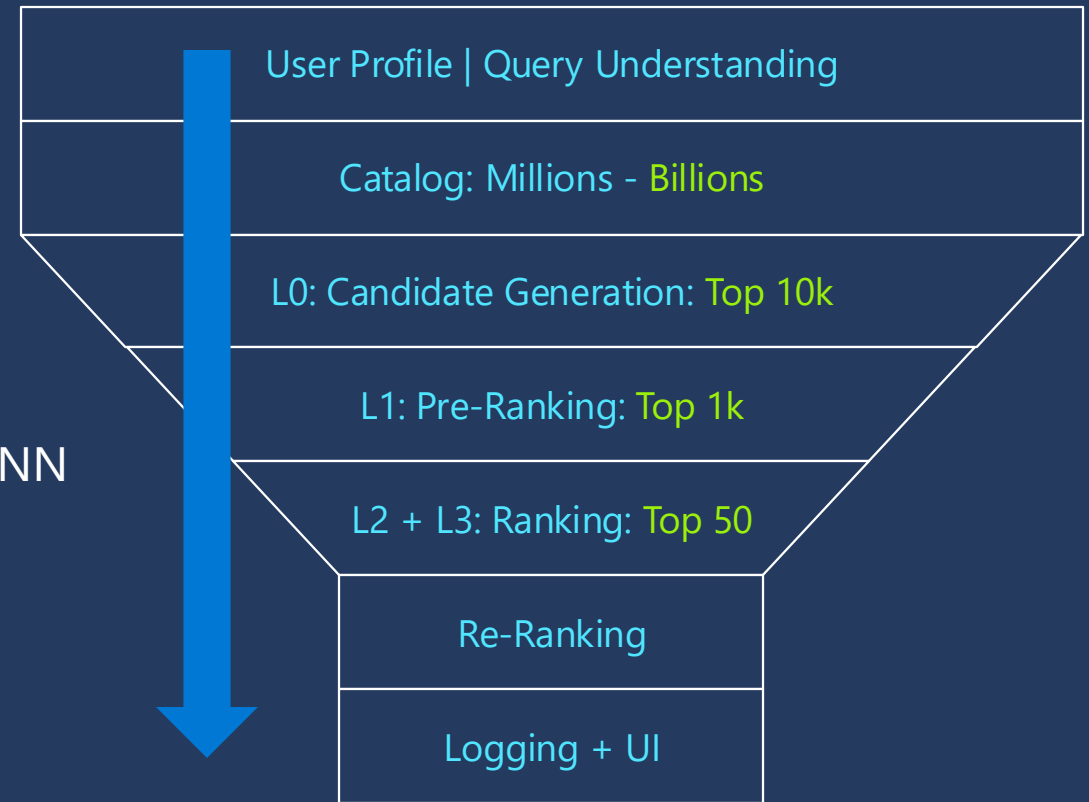 User Profile | Query Understanding
Catalog: Millions - Billions
L0: Candidate Generation: Top 10k
L1: Pre-Ranking: Top 1k
NN
L2 + L3: Ranking: Top 50
Re-Ranking
Logging + UI